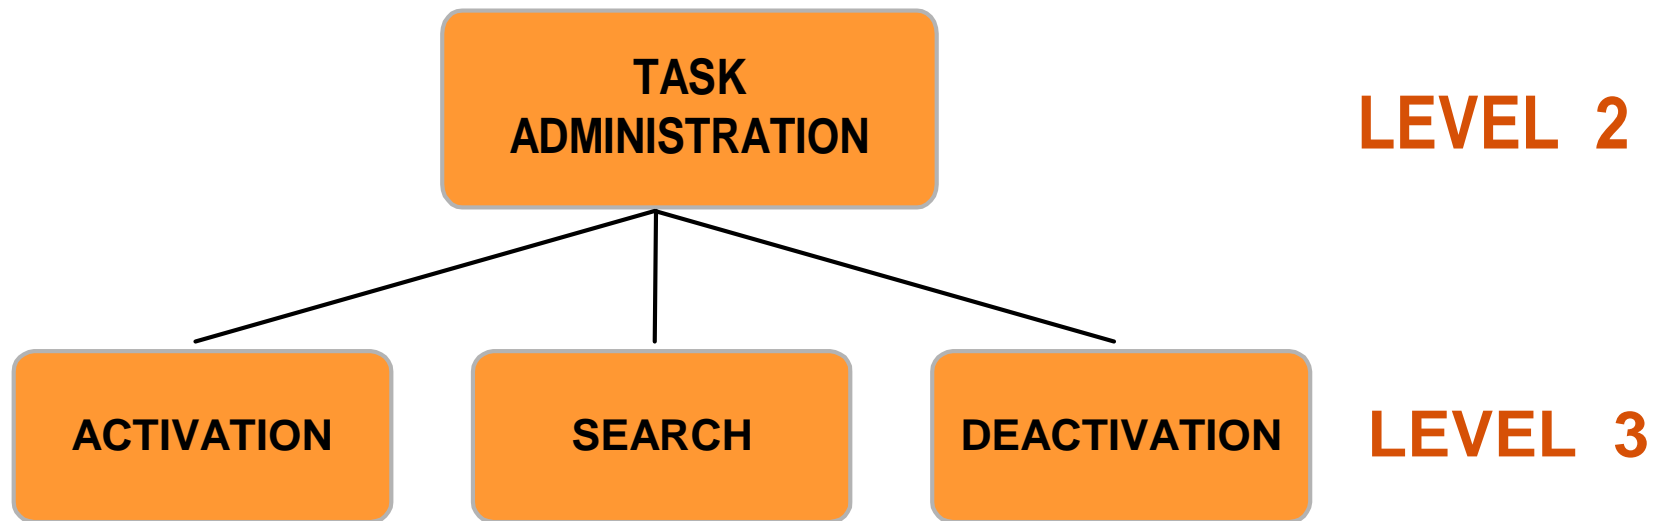 TASK
ADMINISTRATION
LEVEL 2
ACTIVATION
SEARCH
DEACTIVATION
LEVEL 3